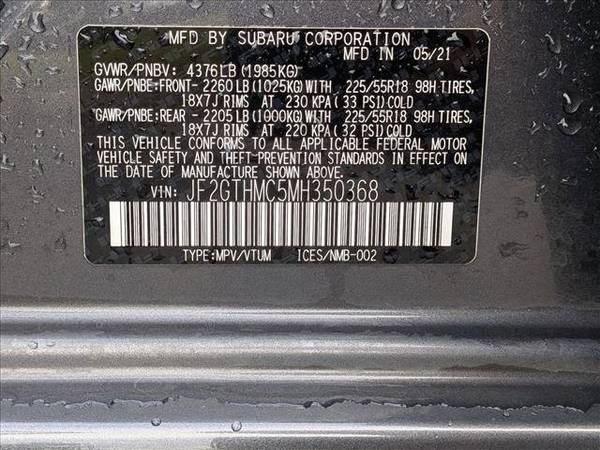 MFD BY SUBARU CORPORATION
MFD IN 05/21
GVWR/PNBV: 4376LB(1985KG)
GAWR/PNBE:FRONT- 2260LB(1025KG)WITH 225/55R18 98H TIRES,
18X7J RIMS AT 230 KPA(33 PSI)COLD
GAWR/PNBE:REAR - 2205LB(1000KG)WITH 225/55R18 98H TIRES,
18X7J RIMS AT 220 KPA(32 PSI)COLD
THIS VEHICLE CONFORMS TO ALL APPLICABLE FEDERAL MOTOR
VEHICLE SAFETY AND THEFT-PREVENTION STANDARDS IN EFFECT ON
THE DATE OF MANUFACTURE SHOWN ABOVE.
VIN: JF2GTHMC5MH350368
TYPE:MPV/VTUM ICES/NMB-002